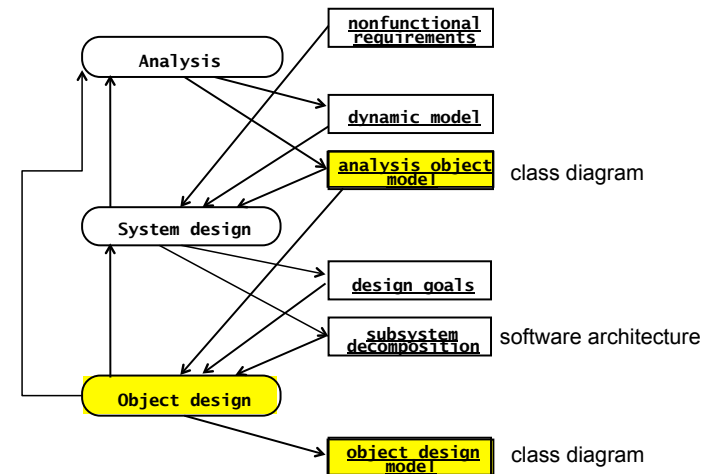 nonfunctional
requirements
Analysis
dynamic model
analysis object
model
class diagram
System design
design goals
subsystem
decomposition
software architecture
Object design
object design
model
class diagram